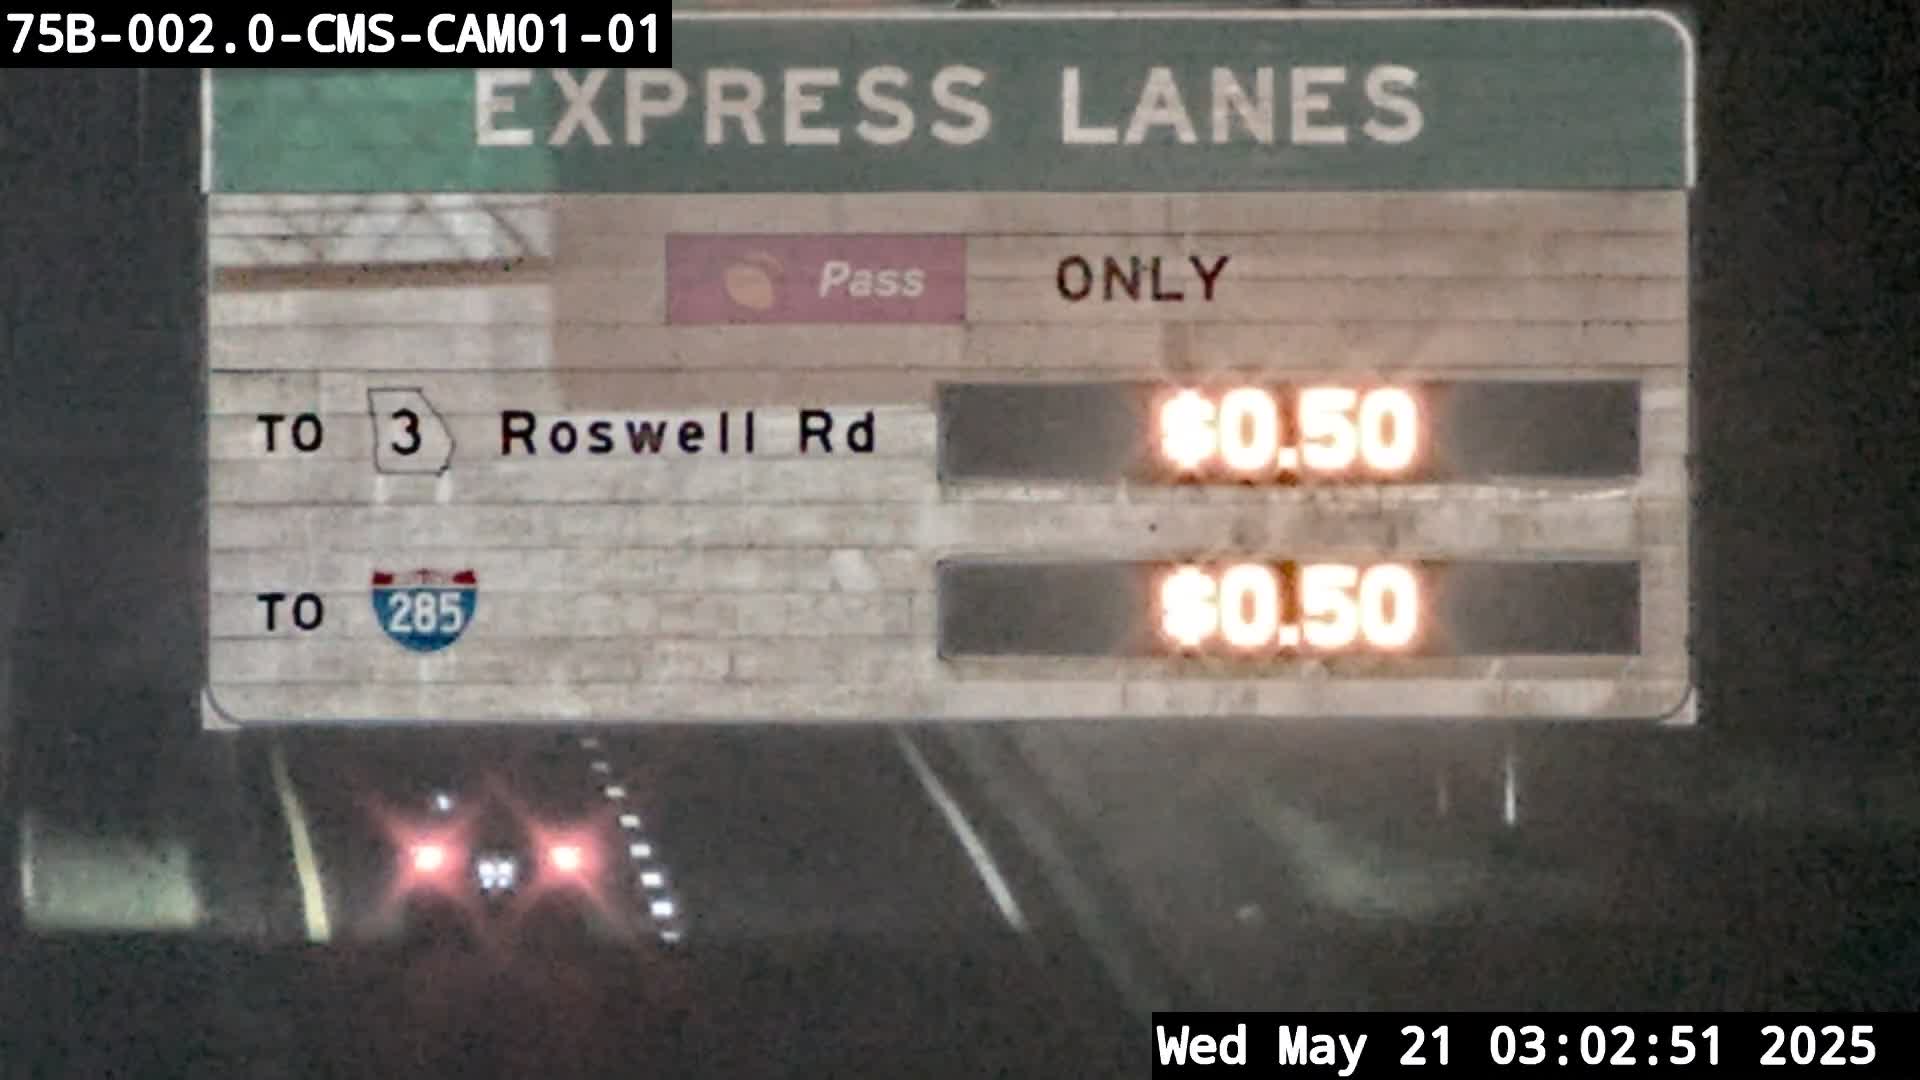 75B-002.0-CMS-CAM01-01
EXPRESS LANES
Pass ONLY
TO 3 Roswell Rd $0.50
TO 285 $0.50
Wed May 21 03:02:51 2025